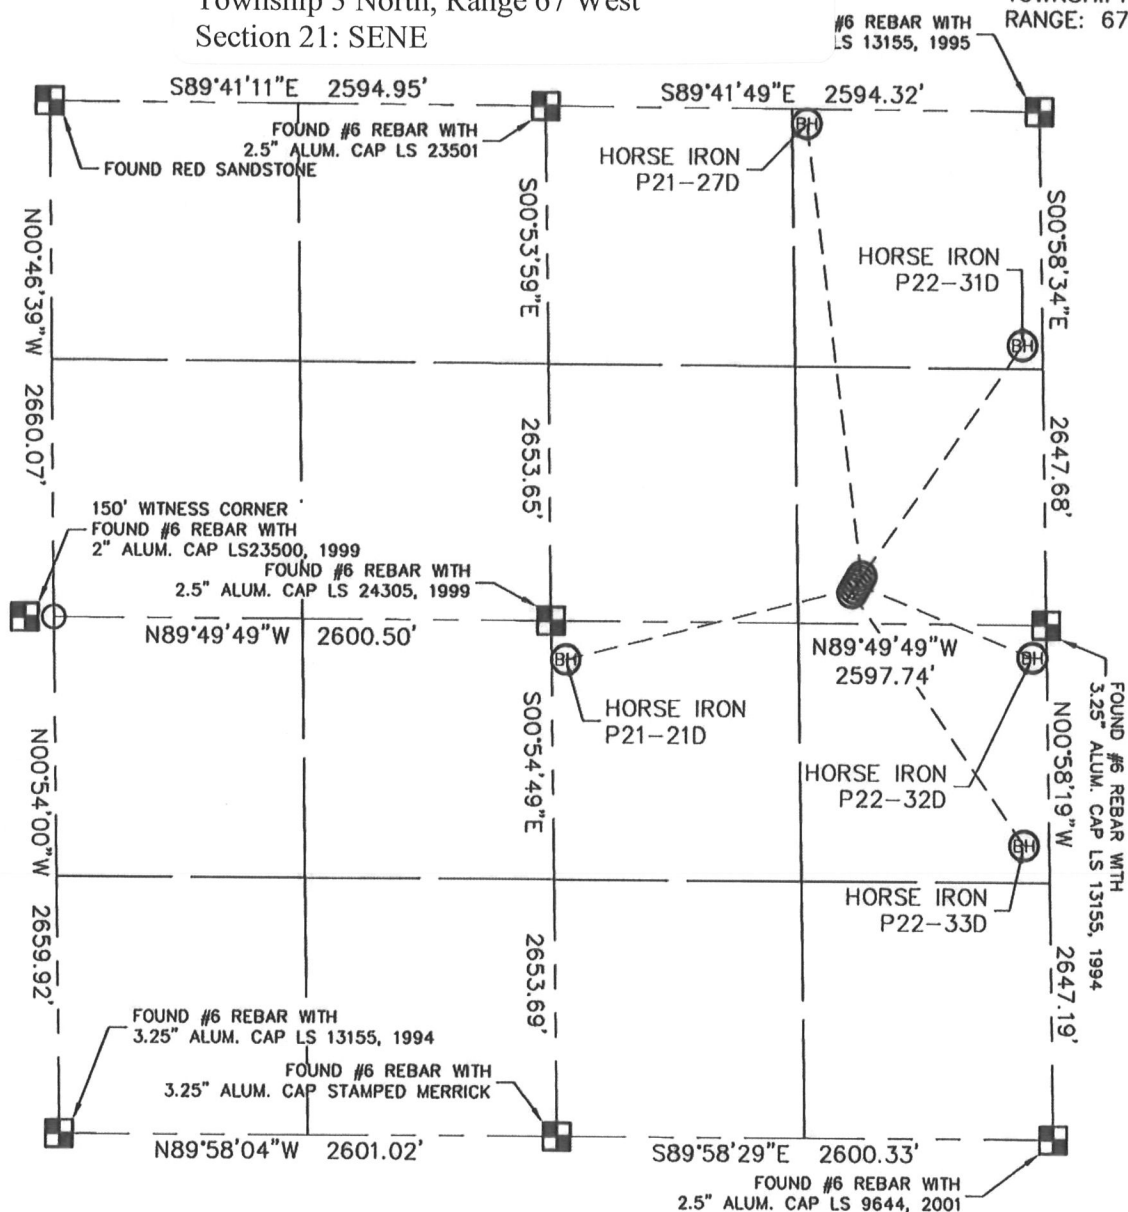 Township 3 North, Range 67 West
Section 21: SENE
RANGE: 67
#6 REBAR WITH
LS 13155, 1995
S89°41'11"E 2594.95'
S89°41'49"E 2594.32'
FOUND #6 REBAR WITH
2.5" ALUM. CAP LS 23501
FOUND RED SANDSTONE
HORSE IRON
P21-27D
HORSE IRON
P22-31D
N00°46'39"W 2660.07'
S00°53'59"E 2653.65'
S00°58'34"E 2647.68'
150' WITNESS CORNER
FOUND #6 REBAR WITH
2" ALUM. CAP LS23500, 1999
FOUND #6 REBAR WITH
2.5" ALUM. CAP LS 24305, 1999
N89°49'49"W 2600.50'
N89°49'49"W
2597.74'
BH
BH
BH
BH
BH
HORSE IRON
P21-21D
HORSE IRON
P22-32D
HORSE IRON
P22-33D
FOUND #6 REBAR WITH
3.25" ALUM. CAP LS 13155, 1994
N00°54'00"W 2659.92'
S00°54'49"E 2653.69'
N00°58'19"W 2647.19'
FOUND #6 REBAR WITH
3.25" ALUM. CAP LS 13155, 1994
FOUND #6 REBAR WITH
3.25" ALUM. CAP STAMPED MERRICK
N89°58'04"W 2601.02'
S89°58'29"E 2600.33'
FOUND #6 REBAR WITH
2.5" ALUM. CAP LS 9644, 2001